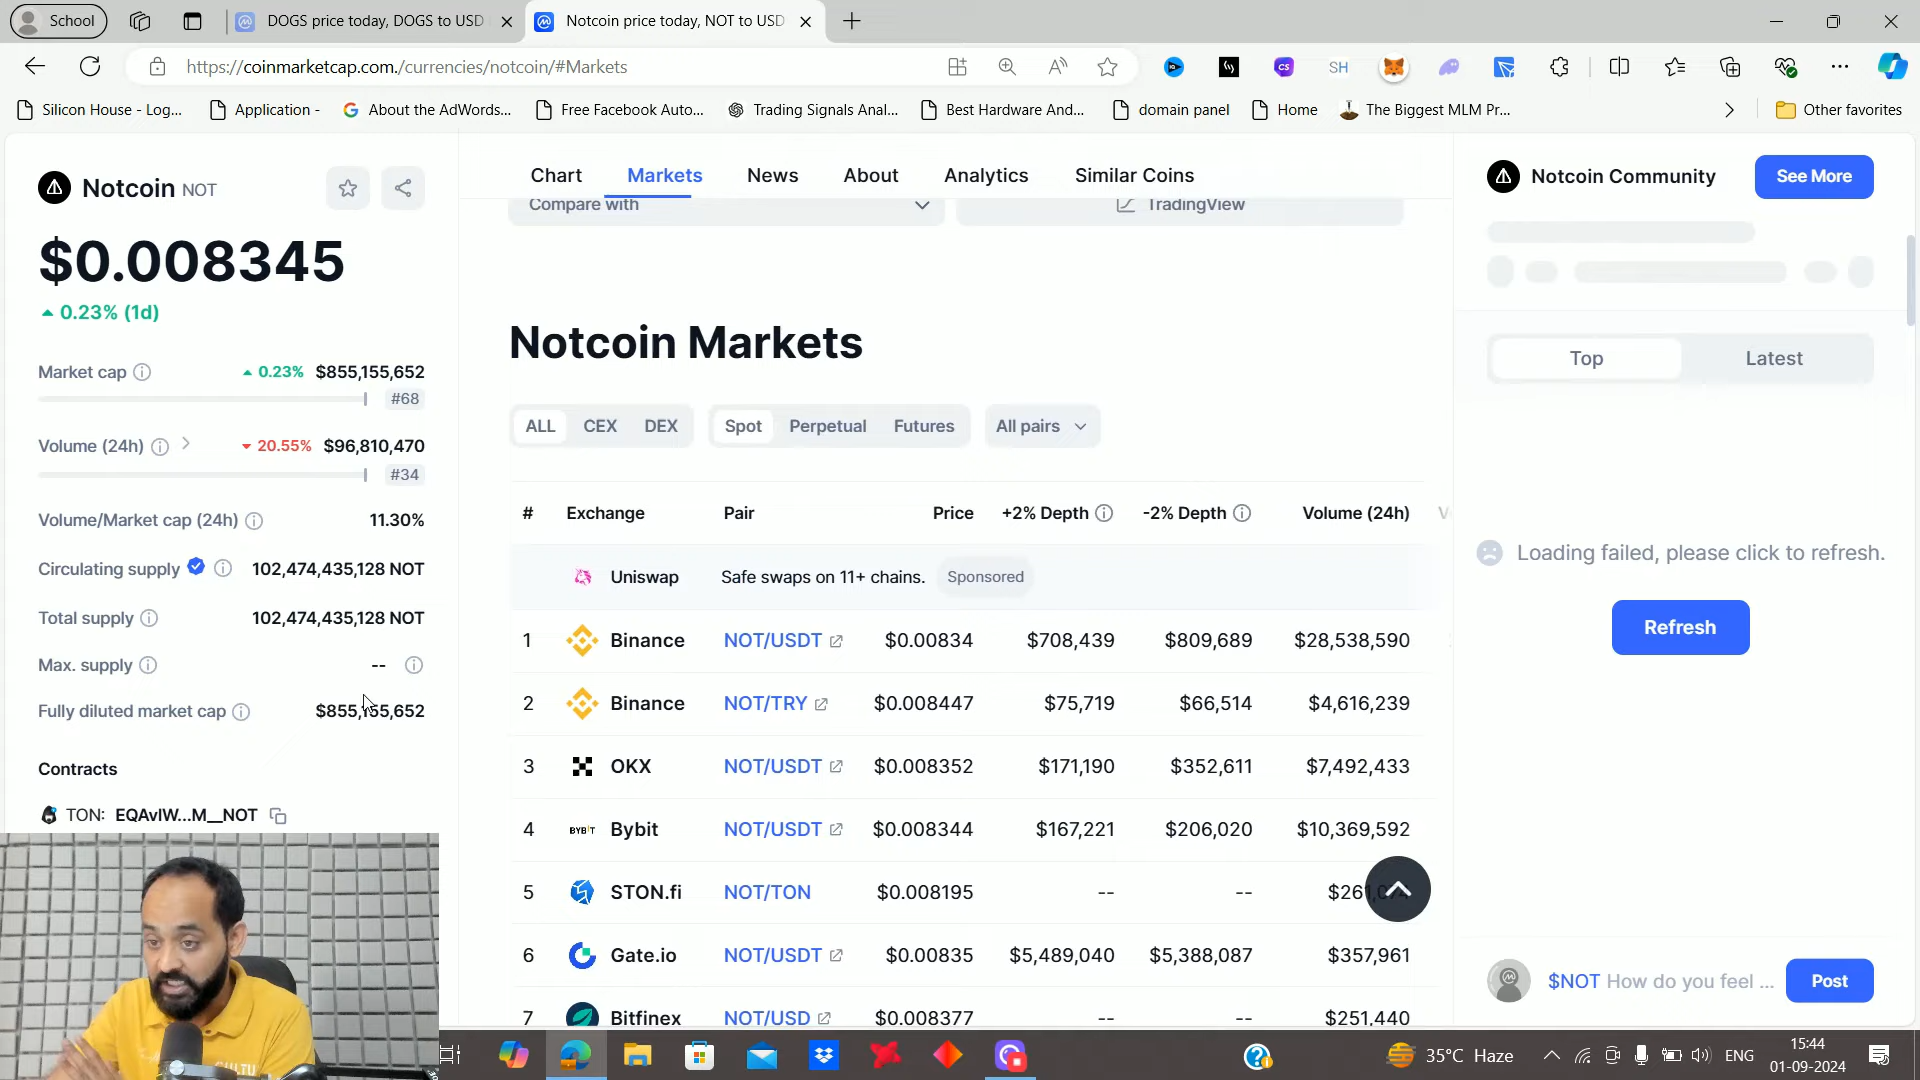 School
DOGS price today, DOGS to USD
Notcoin price today, NOT to USD
https://coinmarketcap.com./currencies/notcoin/#Markets
SH
Silicon House - Log...
Application -
About the AdWords...
Free Facebook Auto...
Trading Signals Anal...
Best Hardware And...
domain panel
Home
The Biggest MLM Pr...
Other favorites
Notcoin NOT
$0.008345
0.23% (1d)
Market cap 0.23% $855,155,652
#68
Volume (24h) 20.55% $96,810,470
#34
Volume/Market cap (24h) 11.30%
Circulating supply 102,474,435,128 NOT
Total supply 102,474,435,128 NOT
Max. supply --
Fully diluted market cap $855,155,652
Contracts
TON: EQAvlW...M__NOT
Chart Markets News About Analytics Similar Coins
Compare with
TradingView
Notcoin Markets
ALL CEX DEX Spot Perpetual Futures All pairs
# Exchange Pair Price +2% Depth -2% Depth Volume (24h)
Uniswap Safe swaps on 11+ chains. Sponsored
1 Binance NOT/USDT $0.00834 $708,439 $809,689 $28,538,590
2 Binance NOT/TRY $0.008447 $75,719 $66,514 $4,616,239
3 OKX NOT/USDT $0.008352 $171,190 $352,611 $7,492,433
4 BYBIT Bybit NOT/USDT $0.008344 $167,221 $206,020 $10,369,592
5 STON.fi NOT/TON $0.008195 -- --
6 Gate.io NOT/USDT $0.00835 $5,489,040 $5,388,087 $357,961
7 Bitfinex NOT/USD $0.008377 -- -- $251,440
Notcoin Community
See More
Top Latest
Loading failed, please click to refresh.
Refresh
$NOT How do you feel ...
Post
35°C Haze
ENG
15:44
01-09-2024